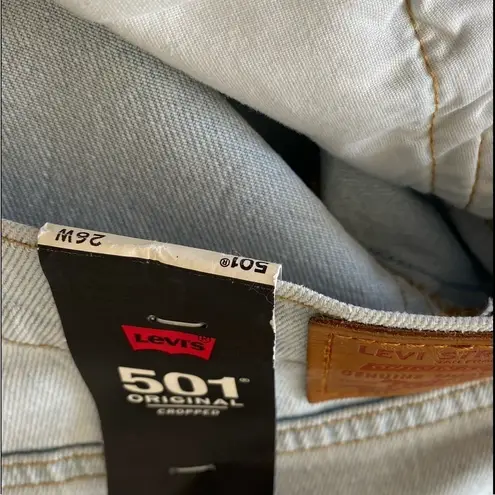 26W 501®
Levi's
501®
ORIGINAL
CROPPED
LEVI